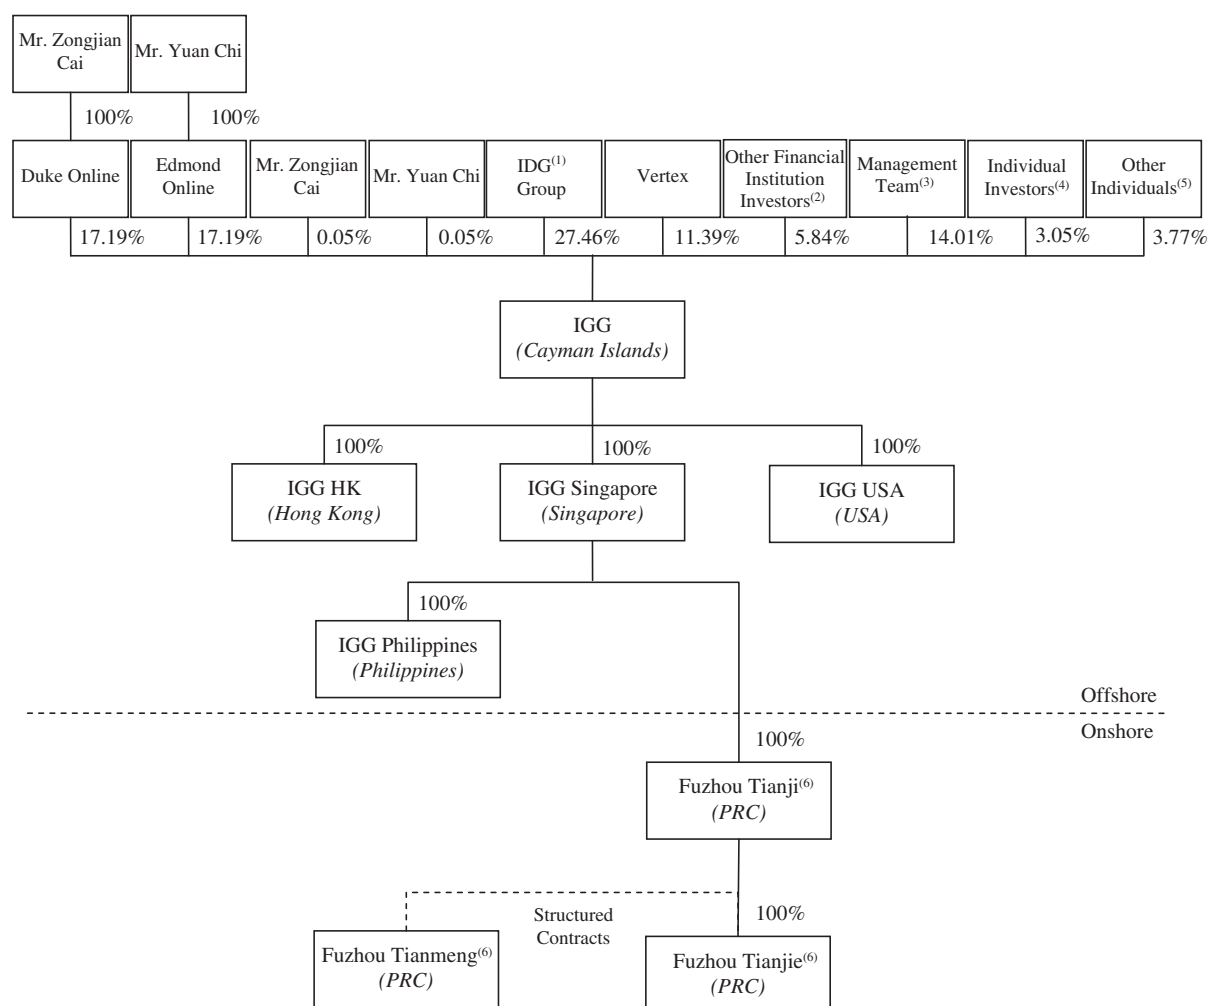 Mr. Zongjian
Cai
Mr. Yuan Chi
100%
100%
Duke Online
Edmond
Online
Mr. Zongjian
Cai
Mr. Yuan Chi
IDG(1)
Group
Vertex
Other Financial
Institution
Investors(2)
Management
Team(3)
Individual
Investors(4)
Other
Individuals(5)
17.19%
17.19%
0.05%
0.05%
27.46%
11.39%
5.84%
14.01%
3.05%
3.77%
IGG
(Cayman Islands)
100%
100%
100%
IGG HK
(Hong Kong)
IGG Singapore
(Singapore)
IGG USA
(USA)
100%
IGG Philippines
(Philippines)
Offshore
Onshore
100%
Fuzhou Tianji(6)
(PRC)
Structured
Contracts
100%
Fuzhou Tianmeng(6)
(PRC)
Fuzhou Tianjie(6)
(PRC)